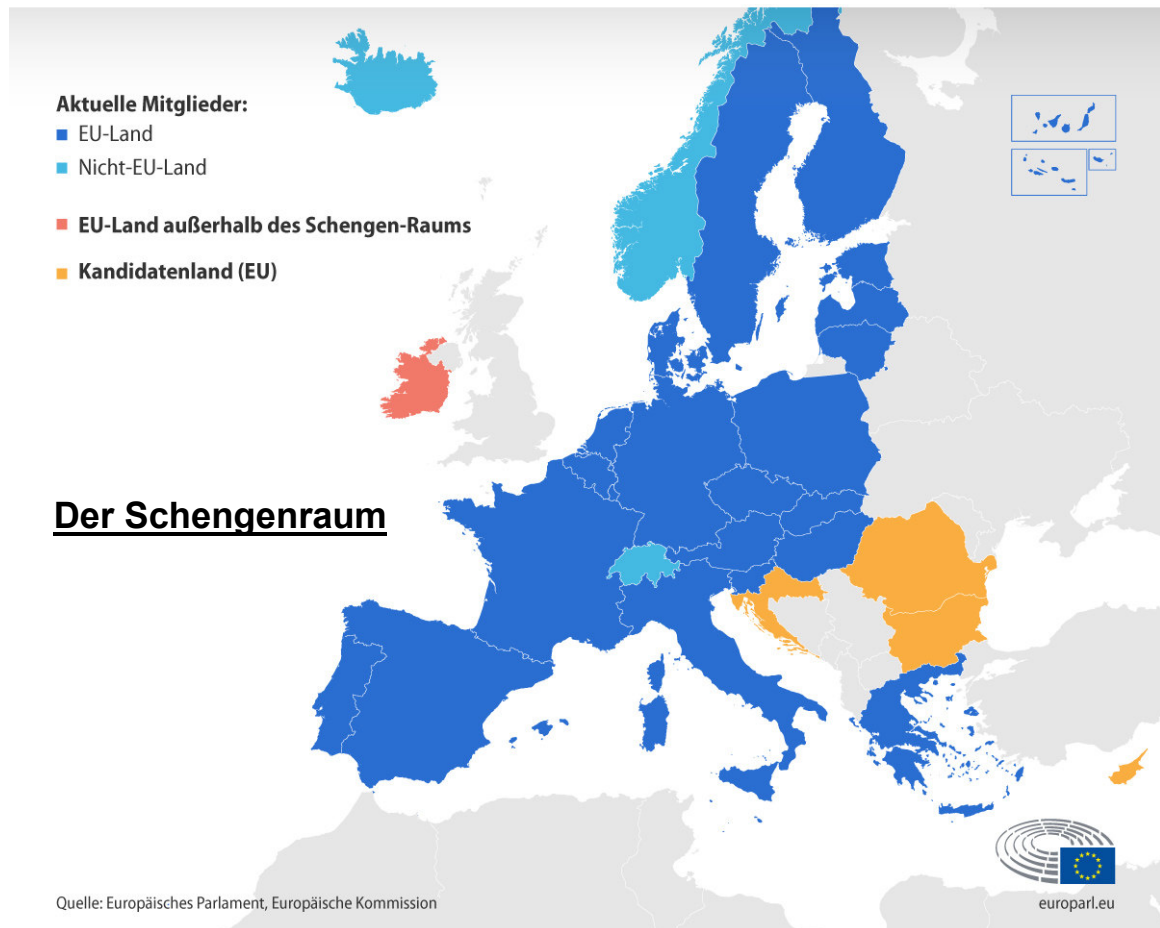 Aktuelle Mitglieder:
EU-Land
Nicht-EU-Land
EU-Land außerhalb des Schengen-Raums
Kandidatenland (EU)
Der Schengenraum
Quelle: Europäisches Parlament, Europäische Kommission
europarl.eu